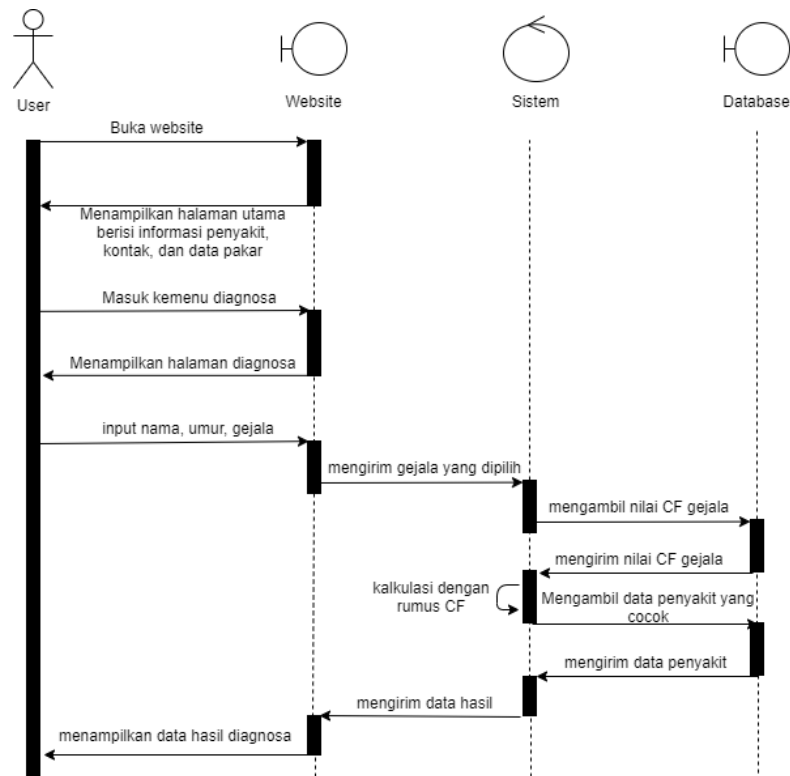 User
Website
Sistem
Database
Buka website
Menampilkan halaman utama
berisi informasi penyakit,
kontak, dan data pakar
Masuk kemenu diagnosa
Menampilkan halaman diagnosa
input nama, umur, gejala
mengirim gejala yang dipilih
mengambil nilai CF gejala
mengirim nilai CF gejala
kalkulasi dengan
rumus CF
Mengambil data penyakit yang
cocok
mengirim data penyakit
mengirim data hasil
menampilkan data hasil diagnosa